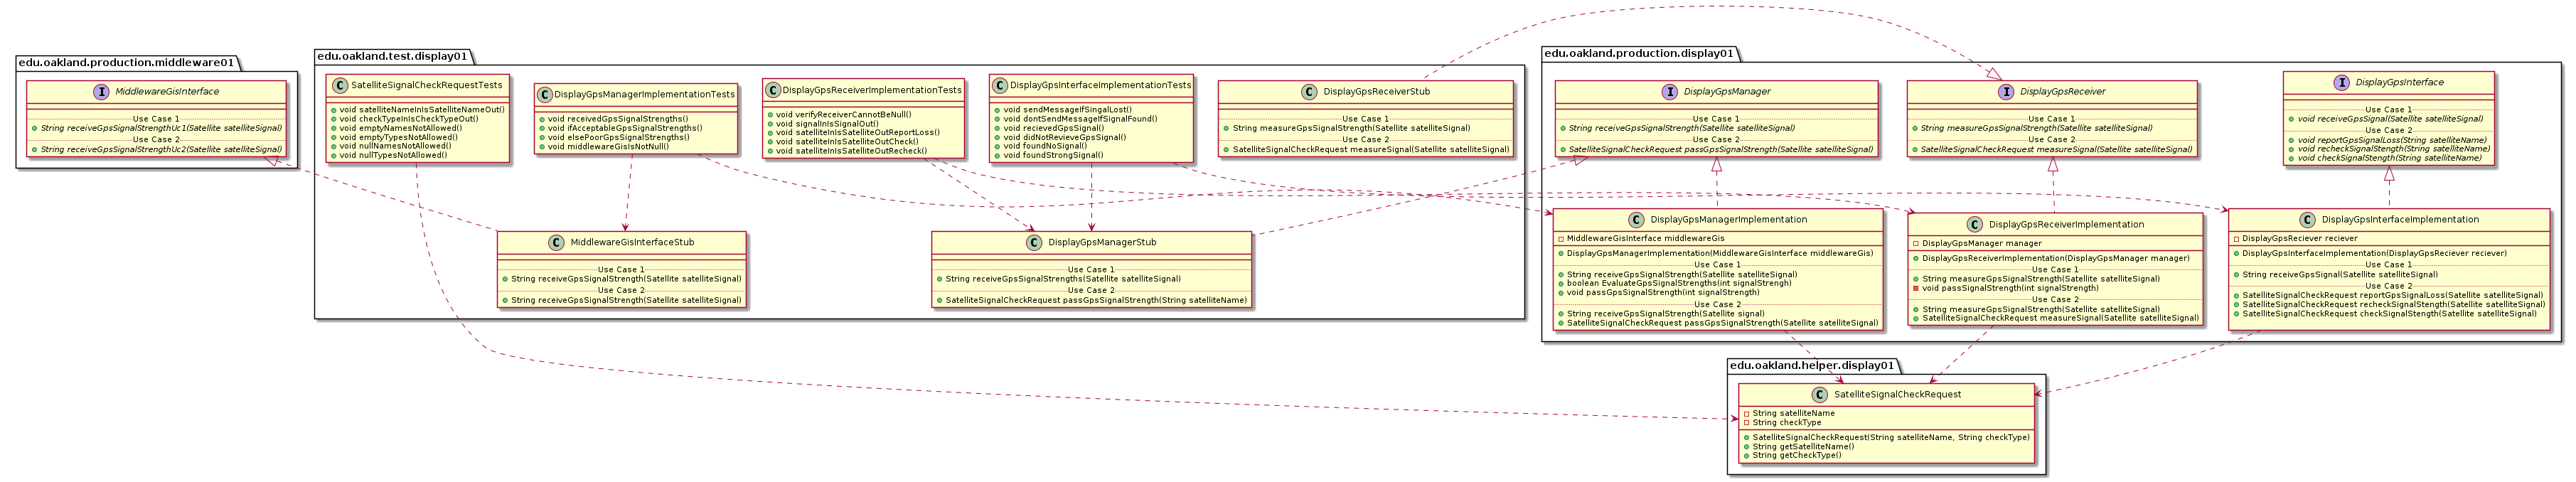 edu.oakland.production.middleware01
I MiddlewareGisInterface
Use Case 1
String receiveGpsSignalStrengthUc1(Satellite satelliteSignal)
Use Case 2
String receiveGpsSignalStrengthUc2(Satellite satelliteSignal)
edu.oakland.test.display01
C SatelliteSignalCheckRequestTests
void satelliteNameInIsSatelliteNameOut()
void checkTypeInIsCheckTypeOut()
void emptyNamesNotAllowed()
void emptyTypesNotAllowed()
void nullNamesNotAllowed()
void nullTypesNotAllowed()
C DisplayGpsManagerImplementationTests
void receivedGpsSignalStrengths()
void ifAcceptableGpsSignalStrengths()
void elsePoorGpsSignalStrengths()
void middlewareGisIsNotNull()
C DisplayGpsReceiverImplementationTests
void verifyReceiverCannotBeNull()
void signalInIsSignalOut()
void satelliteInIsSatelliteOutReportLoss()
void satelliteInIsSatelliteOutCheck()
void satelliteInIsSatelliteOutRecheck()
C DisplayGpsInterfaceImplementationTests
void sendMessageIfSingalLost()
void dontSendMessageIfSignalFound()
void recievedGpsSignal()
void didNotRevieveGpsSignal()
void foundNoSignal()
void foundStrongSignal()
C DisplayGpsReceiverStub
Use Case 1
String measureGpsSignalStrength(Satellite satelliteSignal)
Use Case 2
SatelliteSignalCheckRequest measureSignal(Satellite satelliteSignal)
C MiddlewareGisInterfaceStub
Use Case 1
String receiveGpsSignalStrength(Satellite satelliteSignal)
Use Case 2
String receiveGpsSignalStrength(Satellite satelliteSignal)
C DisplayGpsManagerStub
Use Case 1
String receiveGpsSignalStrengths(Satellite satelliteSignal)
Use Case 2
SatelliteSignalCheckRequest passGpsSignalStrength(String satelliteName)
edu.oakland.production.display01
I DisplayGpsManager
Use Case 1
String receiveGpsSignalStrength(Satellite satelliteSignal)
Use Case 2
SatelliteSignalCheckRequest passGpsSignalStrength(Satellite satelliteSignal)
I DisplayGpsReceiver
Use Case 1
String measureGpsSignalStrength(Satellite satelliteSignal)
Use Case 2
SatelliteSignalCheckRequest measureSignal(Satellite satelliteSignal)
I DisplayGpsInterface
Use Case 1
void receiveGpsSignal(Satellite satelliteSignal)
Use Case 2
void reportGpsSignalLoss(String satelliteName)
void recheckSignalStength(String satelliteName)
void checkSignalStength(String satelliteName)
C DisplayGpsManagerImplementation
MiddlewareGisInterface middlewareGis
DisplayGpsManagerImplementation(MiddlewareGisInterface middlewareGis)
Use Case 1
String receiveGpsSignalStrength(Satellite satelliteSignal)
boolean EvaluateGpsSignalStrengths(int signalStrengh)
void passGpsSignalStrength(int signalStrength)
Use Case 2
String receiveGpsSignalStrength(Satellite signal)
SatelliteSignalCheckRequest passGpsSignalStrength(Satellite satelliteSignal)
C DisplayGpsReceiverImplementation
DisplayGpsManager manager
DisplayGpsReceiverImplementation(DisplayGpsManager manager)
Use Case 1
String measureGpsSignalStrength(Satellite satelliteSignal)
void passSignalStrength(int signalStrength)
Use Case 2
String measureGpsSignalStrength(Satellite satelliteSignal)
SatelliteSignalCheckRequest measureSignal(Satellite satelliteSignal)
C DisplayGpsInterfaceImplementation
DisplayGpsReciever reciever
DisplayGpsInterfaceImplementation(DisplayGpsReciever reciever)
Use Case 1
String receiveGpsSignal(Satellite satelliteSignal)
Use Case 2
SatelliteSignalCheckRequest reportGpsSignalLoss(Satellite satelliteSignal)
SatelliteSignalCheckRequest recheckSignalStength(Satellite satelliteSignal)
SatelliteSignalCheckRequest checkSignalStength(Satellite satelliteSignal)
edu.oakland.helper.display01
C SatelliteSignalCheckRequest
String satelliteName
String checkType
SatelliteSignalCheckRequest(String satelliteName, String checkType)
String getSatelliteName()
String getCheckType()